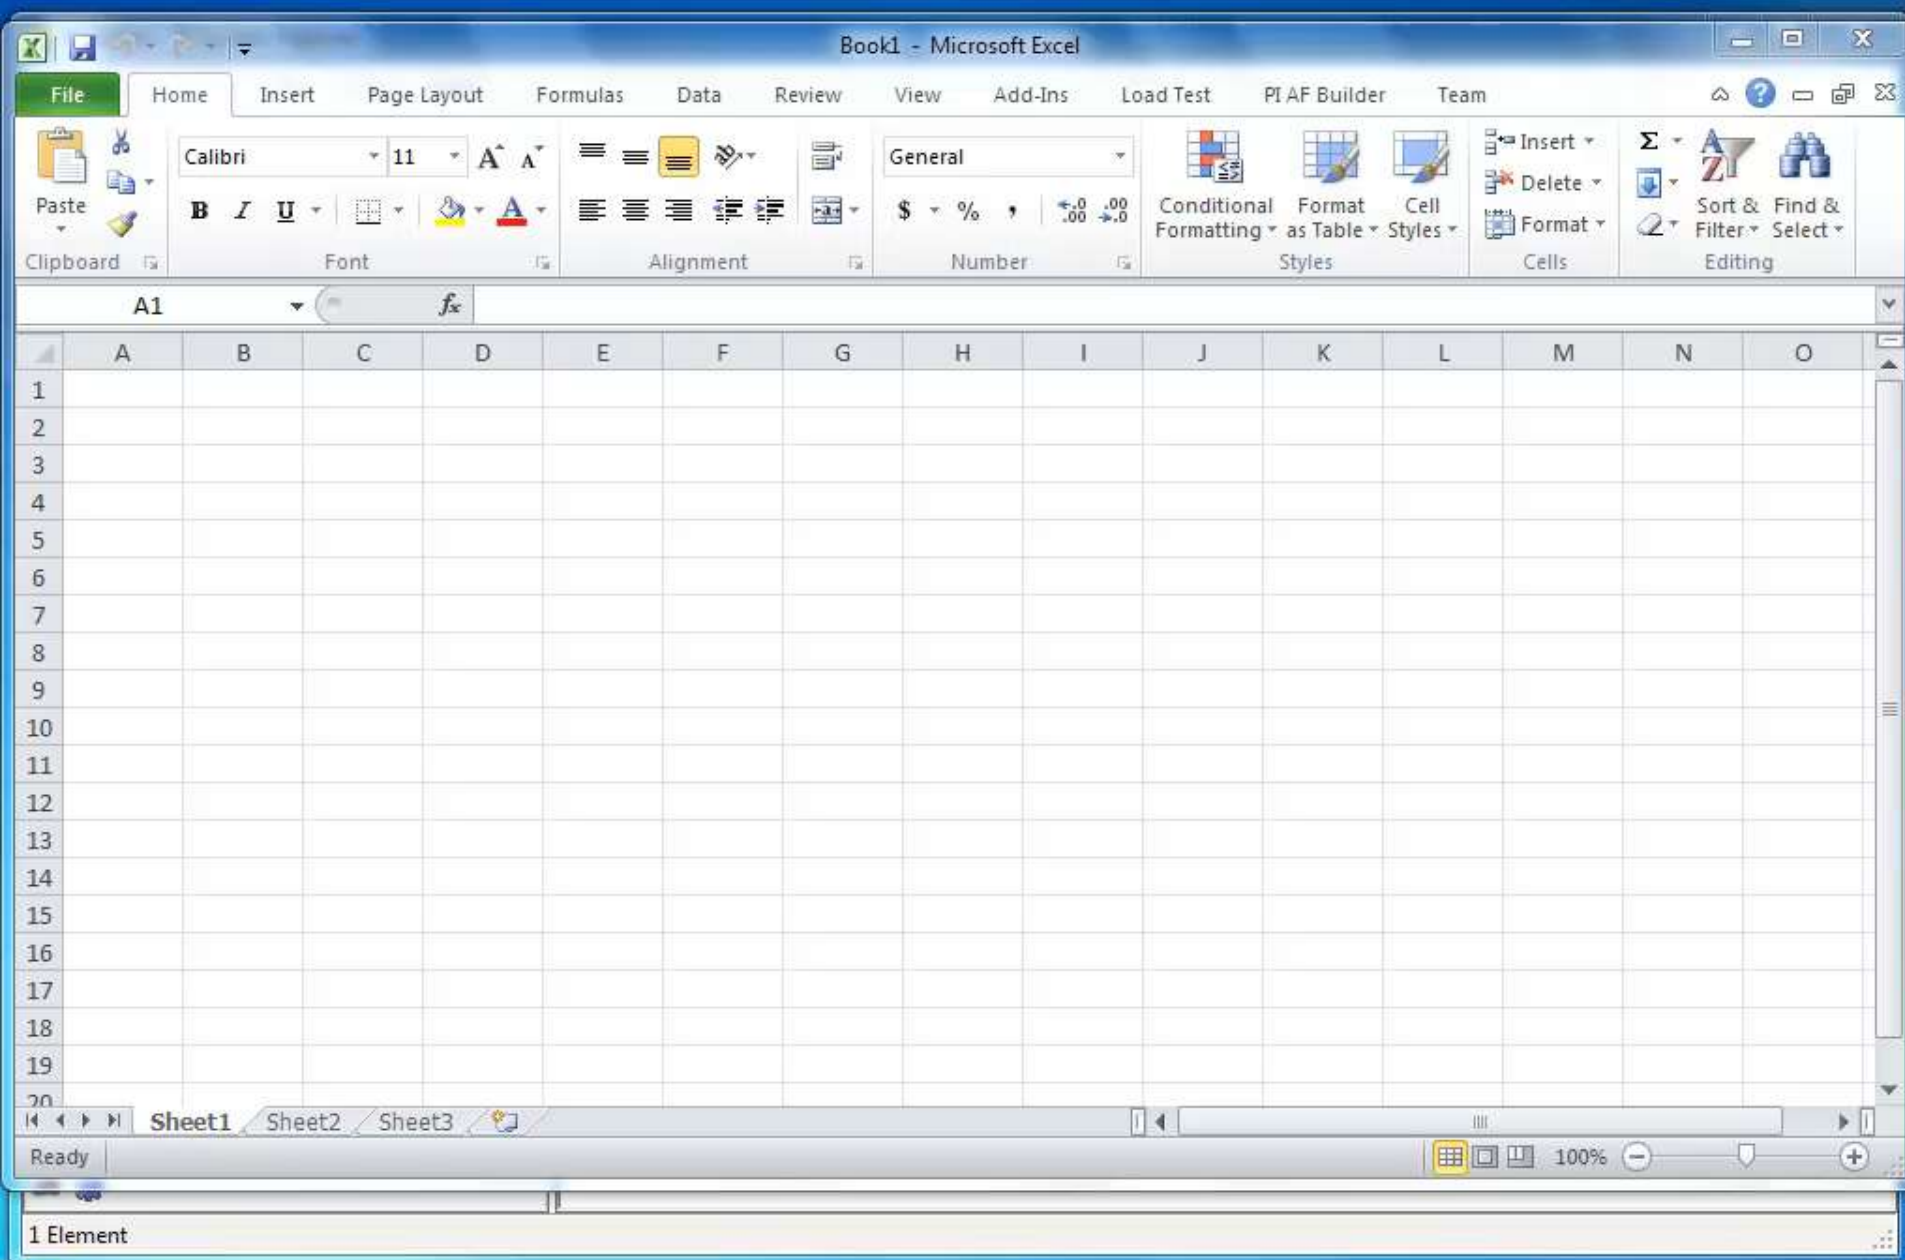 Book1 - Microsoft Excel
File Home Insert Page Layout Formulas Data Review View Add-Ins Load Test PI AF Builder Team
Calibri 11 General Insert
Delete
Paste Conditional Formatting Format as Table Cell Styles Format Sort & Filter Find & Select
B I U $ % ,
Clipboard Font Alignment Number Styles Cells Editing
A1 fx
A B C D E F G H I J K L M N O
1
2
3
4
5
6
7
8
9
10
11
12
13
14
15
16
17
18
19
20
Sheet1 Sheet2 Sheet3
Ready 100%
1 Element